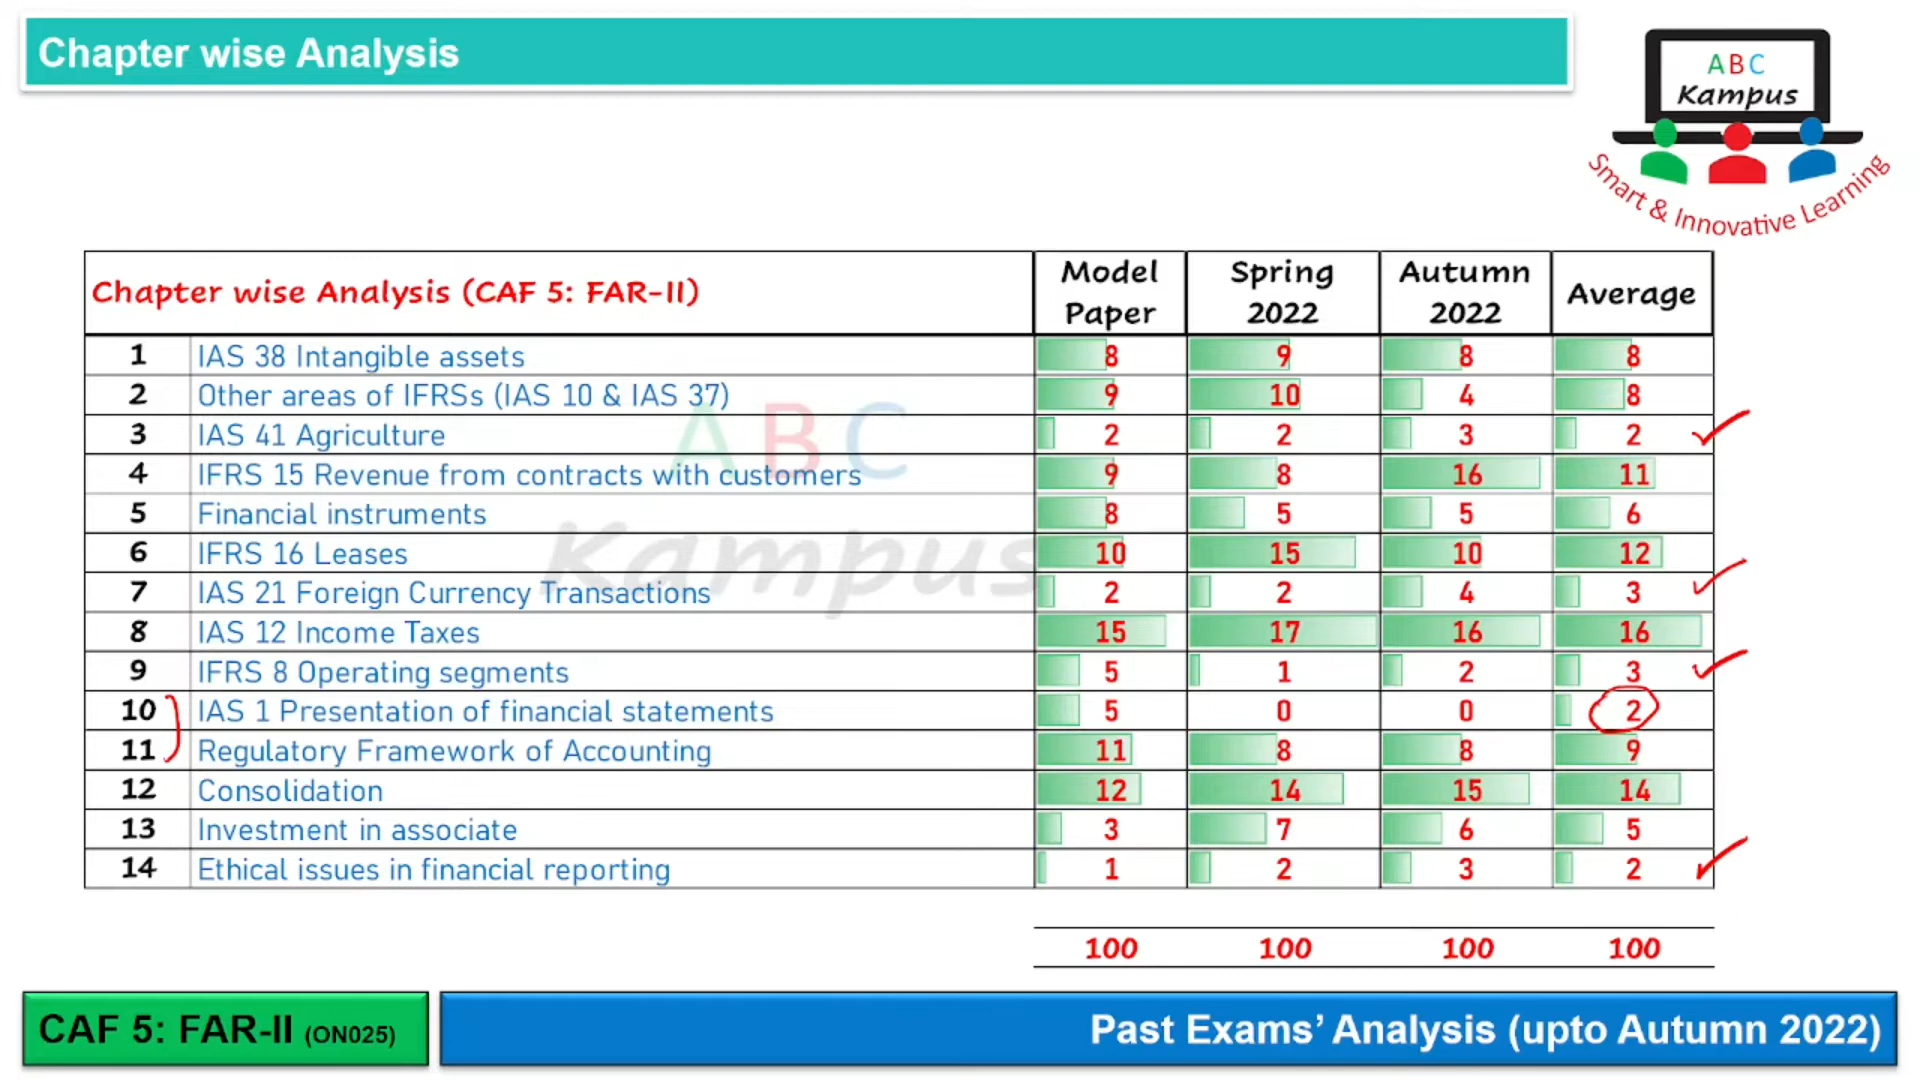 Chapter wise Analysis
ABC
Kampus
Smart & Innovative Learning
Chapter wise Analysis (CAF 5: FAR-II) Model Paper Spring 2022 Autumn 2022 Average
1 IAS 38 Intangible assets 8 9 8 8
2 Other areas of IFRSs (IAS 10 & IAS 37) 9 10 4 8
3 IAS 41 Agriculture 2 2 3 2
4 IFRS 15 Revenue from contracts with customers 9 8 16 11
5 Financial instruments 8 5 5 6
6 IFRS 16 Leases 10 15 10 12
7 IAS 21 Foreign Currency Transactions 2 2 4 3
8 IAS 12 Income Taxes 15 17 16 16
9 IFRS 8 Operating segments 5 1 2 3
10 IAS 1 Presentation of financial statements 5 0 0 2
11 Regulatory Framework of Accounting 11 8 8 9
12 Consolidation 12 14 15 14
13 Investment in associate 3 7 6 5
14 Ethical issues in financial reporting 1 2 3 2
100 100 100 100
ABC
Kampus
CAF 5: FAR-II (ON025)
Past Exams’ Analysis (upto Autumn 2022)